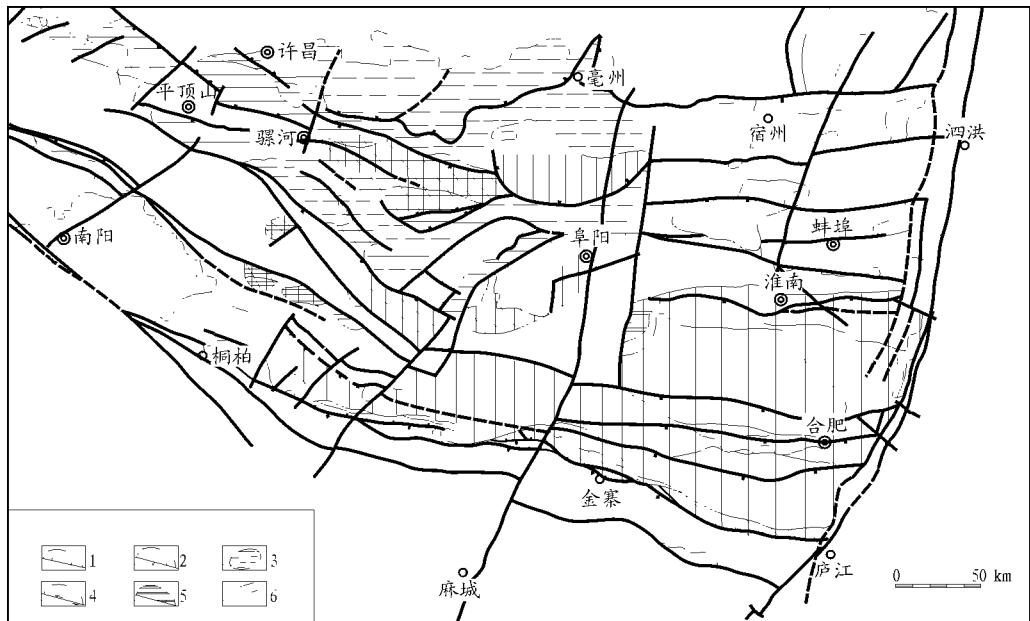 许昌
亳州
平顶山
宿州
骡河
泗洪
南阳
阜阳
蚌埠
淮南
桐柏
合肥
金寨
庐江
麻城
0 50 km
1 2 3
4 5 6